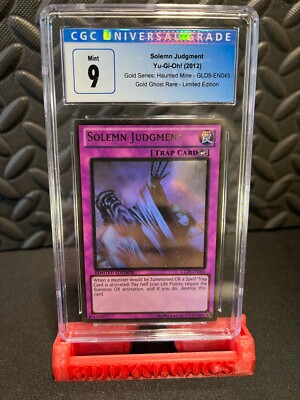 CGC UNIVERSAL GRADE
Mint
9
Solemn Judgment
Yu-Gi-Oh! (2012)
Gold Series: Haunted Mine - GLD5-EN045
Gold Ghost Rare - Limited Edition
SOLEMN JUDGMENT
[TRAP CARD
LIMITED EDITION
GLD5-EN045
When a monster would be Summoned OR a Spell/Trap
Card is activated: Pay half your Life Points; negate the
Summon OR activation, and if you do, destroy that
card.
3DDYNAMICS